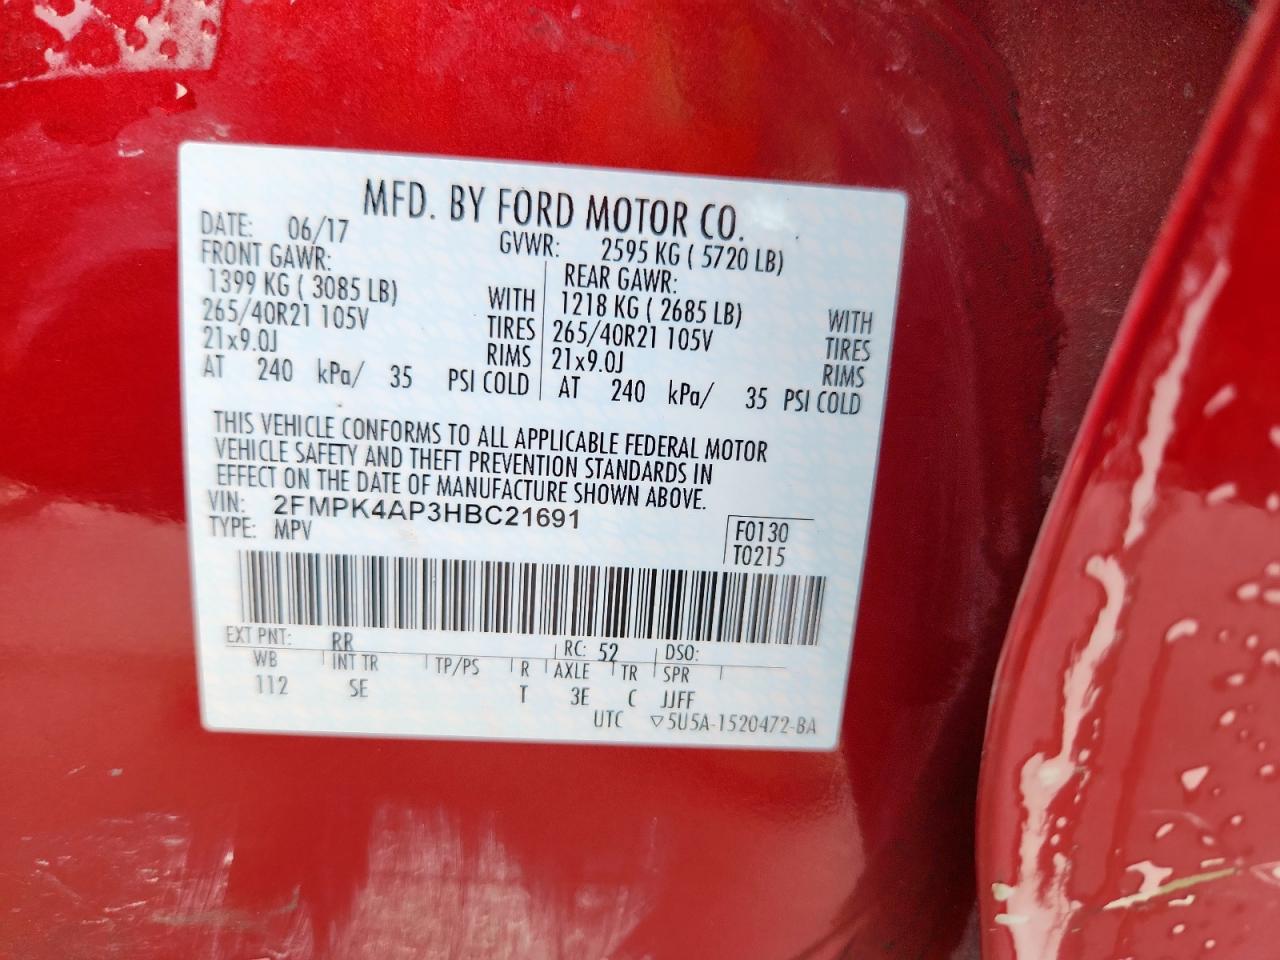 MFD. BY FORD MOTOR CO.
DATE: 06/17 GVWR: 2595 KG ( 5720 LB)
FRONT GAWR: REAR GAWR:
1399 KG ( 3085 LB) WITH 1218 KG ( 2685 LB) WITH
265/40R21 105V TIRES 265/40R21 105V TIRES
21x9.0J RIMS 21x9.0J RIMS
AT 240 kPa/ 35 PSI COLD AT 240 kPa/ 35 PSI COLD
THIS VEHICLE CONFORMS TO ALL APPLICABLE FEDERAL MOTOR
VEHICLE SAFETY AND THEFT PREVENTION STANDARDS IN
EFFECT ON THE DATE OF MANUFACTURE SHOWN ABOVE.
VIN: 2FMPK4AP3HBC21691
TYPE: MPV F0130
T0215
EXT PNT: RR RC: 52 DSO:
WB INT TR TP/PS R AXLE TR SPR
112 SE T 3E C JJFF
UTC ▽5U5A-1520472-BA